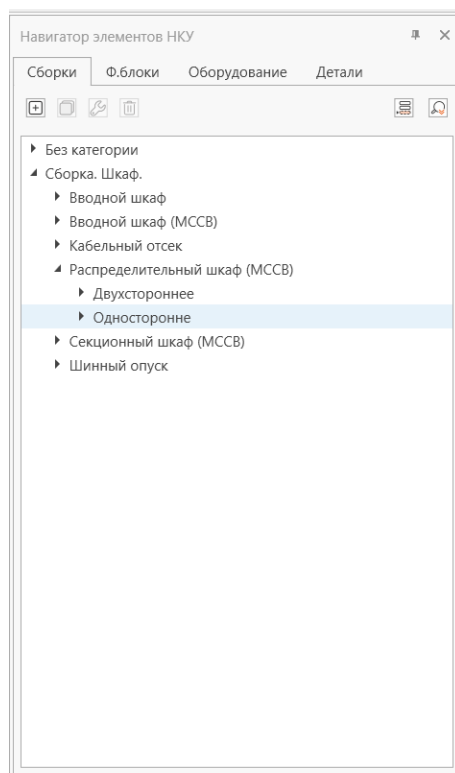 Навигатор элементов НКУ
Сборки Ф.блоки Оборудование Детали
Без категории
Сборка. Шкаф.
Вводной шкаф
Вводной шкаф (МССВ)
Кабельный отсек
Распределительный шкаф (МССВ)
Двухстороннее
Односторонне
Секционный шкаф (МССВ)
Шинный опуск